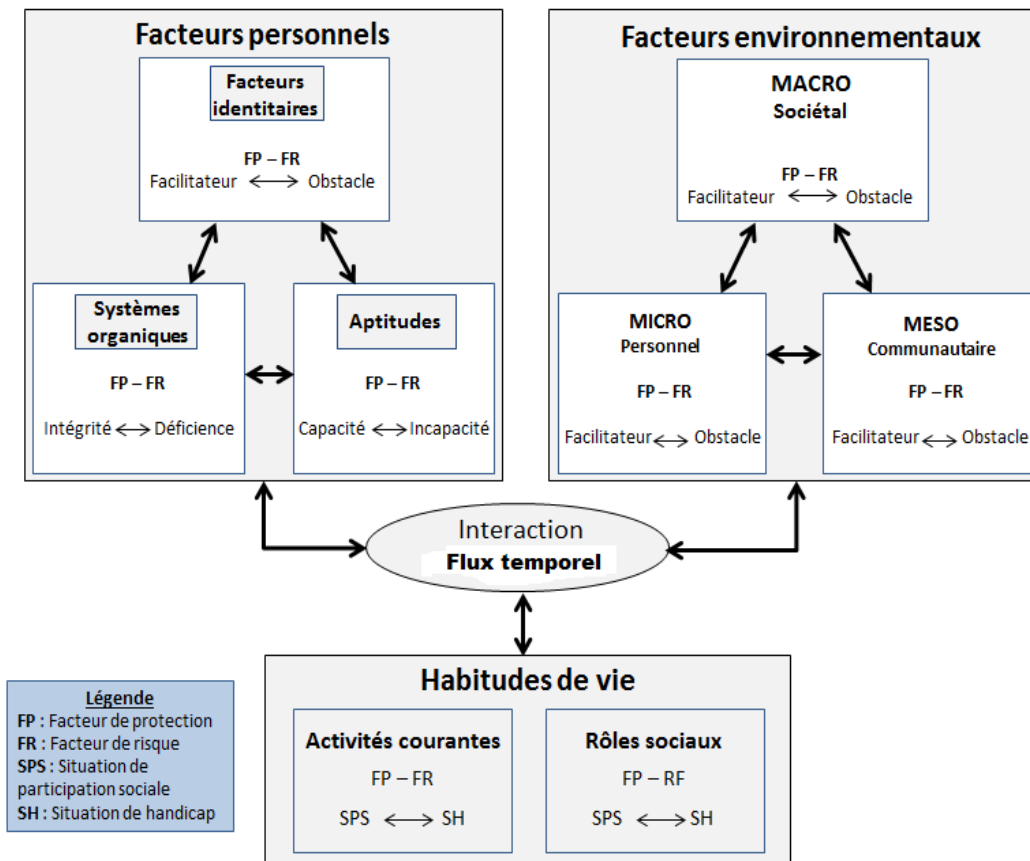 Facteurs personnels
Facteurs
identitaires
FP – FR
Facilitateur
Obstacle
Systèmes
organiques
FP – FR
Intégrité
Déficience
Aptitudes
FP – FR
Capacité
Incapacité
Facteurs environnementaux
MACRO
Sociétal
FP – FR
Facilitateur
Obstacle
MICRO
Personnel
FP – FR
Facilitateur
Obstacle
MESO
Communautaire
FP – FR
Facilitateur
Obstacle
Interaction
Flux temporel
Habitudes de vie
Activités courantes
FP – FR
SPS
SH
Rôles sociaux
FP – RF
SPS
SH
Légende
FP : Facteur de protection
FR : Facteur de risque
SPS : Situation de
participation sociale
SH : Situation de handicap